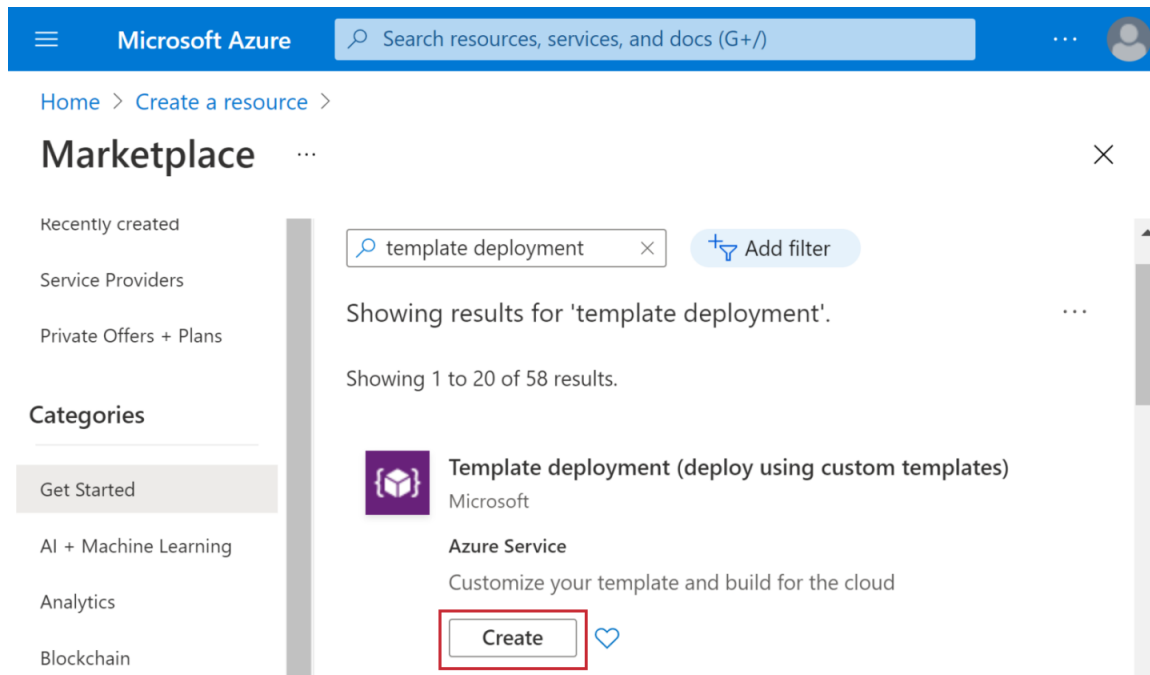 Microsoft Azure
Search resources, services, and docs (G+/)
...
Home > Create a resource >
Marketplace ...
Recently created
Service Providers
Private Offers + Plans
Categories
Get Started
AI + Machine Learning
Analytics
Blockchain
template deployment
Add filter
Showing results for 'template deployment'.
...
Showing 1 to 20 of 58 results.
Template deployment (deploy using custom templates)
Microsoft
Azure Service
Customize your template and build for the cloud
Create